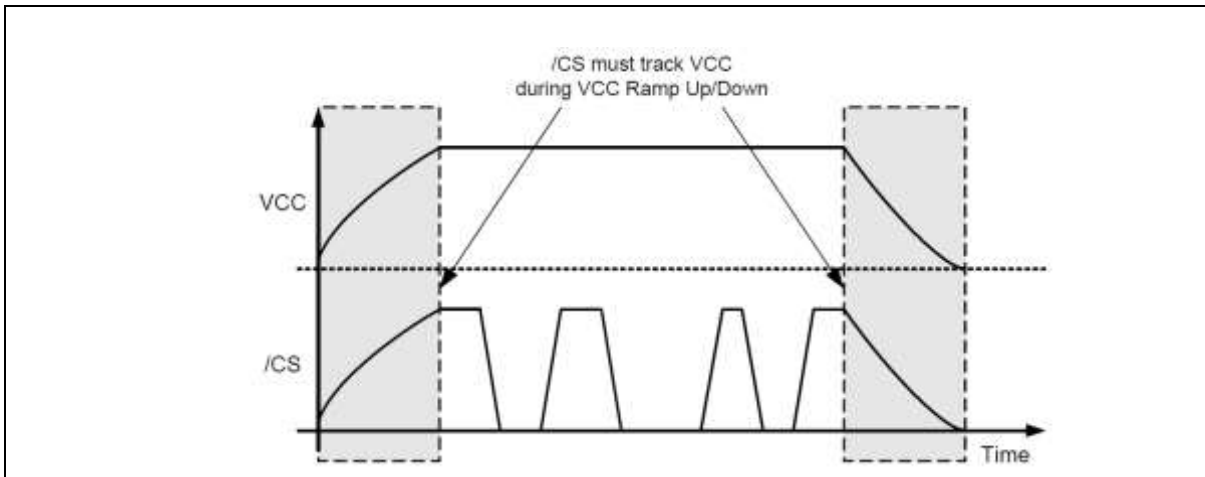 /CS must track VCC
during VCC Ramp Up/Down
VCC
/CS
Time